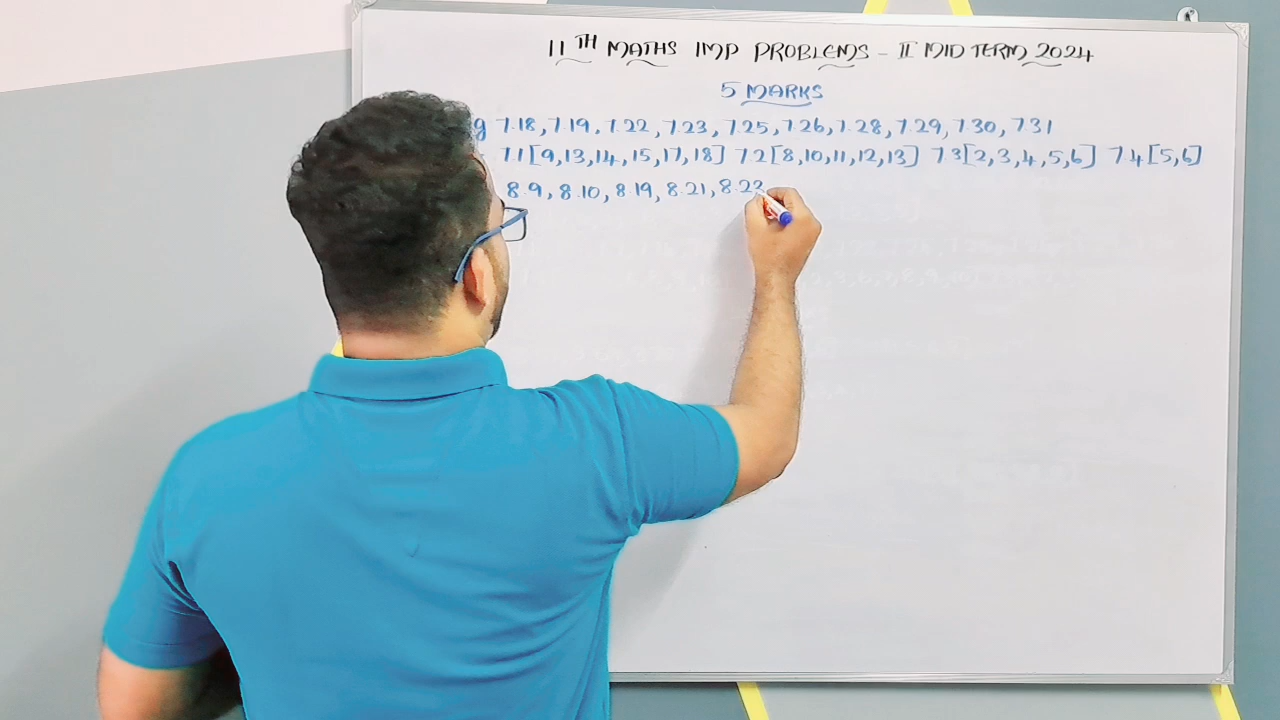 11TH MATHS IMP PROBLEMS - II MID TERM 2024
5 MARKS
7.18, 7.19, 7.22, 7.23, 7.25, 7.26, 7.28, 7.29, 7.30, 7.31
7.1[9,13,14,15,17,18] 7.2[8,10,11,12,13] 7.3[2,3,4,5,6] 7.4[5,6]
8.9, 8.10, 8.19, 8.21, 8.23